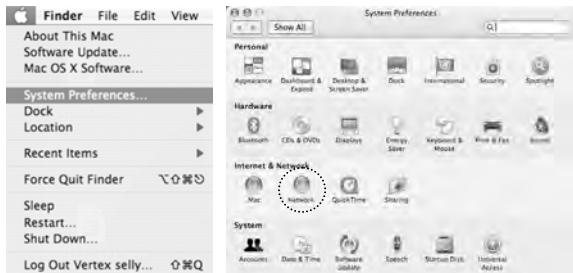 Finder File Edit View
About This Mac
Software Update...
Mac OS X Software...
System Preferences...
Dock
Location
Recent Items
Force Quit Finder ⌥⇧⌘⎋
Sleep
Restart...
Shut Down...
Log Out Vertex selly... ⇧⌘Q
System Preferences
Show All
Personal
Appearance Dashboard & Exposé Desktop & Screen Saver Dock International Security Spotlight
Hardware
Bluetooth CDs & DVDs Displays Energy Saver Keyboard & Mouse Print & Fax Sound
Internet & Network
.Mac Network QuickTime Sharing
System
Accounts Date & Time Software Update Speech Startup Disk Universal Access